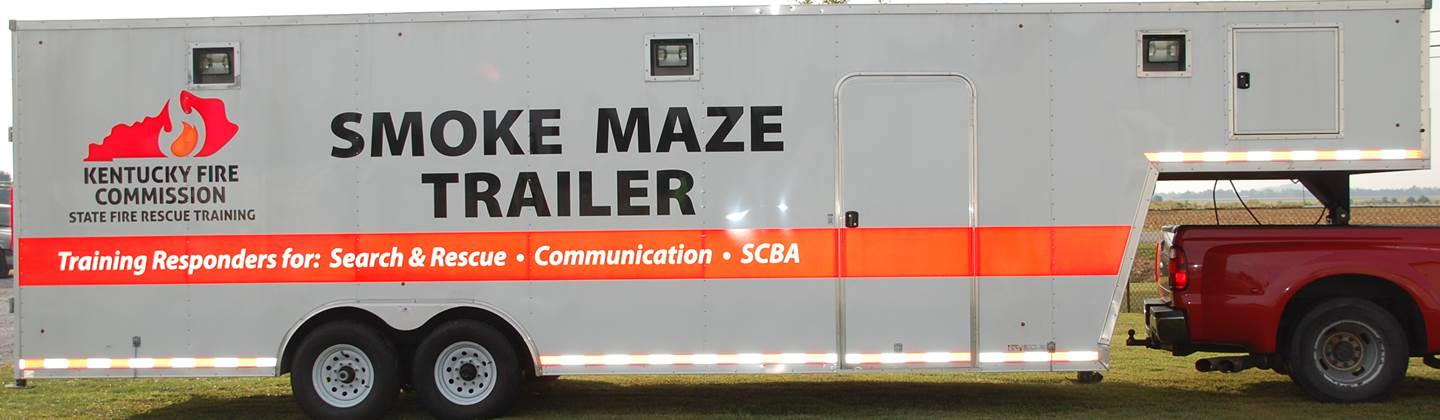 KENTUCKY FIRE
COMMISSION
STATE FIRE RESCUE TRAINING
SMOKE MAZE
TRAILER
Training Responders for: Search & Rescue • Communication • SCBA